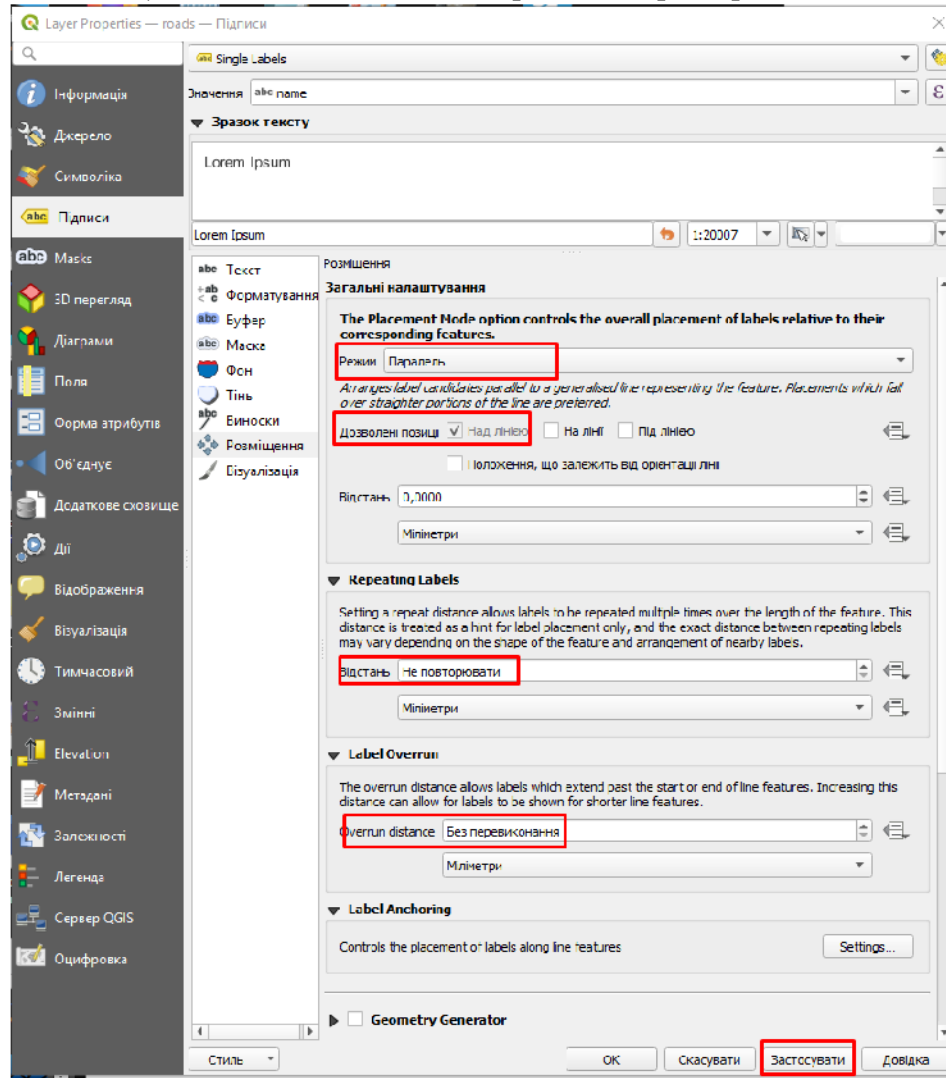 Layer Properties — roads — Підписи
Single Labels
Значення abc name
Зразок тексту
Lorem Ipsum
Lorem Ipsum
1:20007
Інформація
Джерело
Символіка
abc Підписи
abc Masks
3D перегляд
Діаграми
Поля
Форма атрибутів
Об'єднує
Додаткове сховище
Дії
Відображення
Візуалізація
Тимчасовий
Змінні
Elevation
Метадані
Залежності
Легенда
Сервер QGIS
Оцифровка
abc Текст
Форматування
abc Буфер
abc Маска
Фон
Тінь
abc Виноски
Розміщення
Візуалізація
Розміщення
Загальні налаштування
The Placement Mode option controls the overall placement of labels relative to their
corresponding features.
Режим Паралель
Arranges label candidates parallel to a generalised line representing the feature. Placements which fall
over straighter portions of the line are preferred.
Дозволені позиції Над лінією На лінії Під лінією
Положення, що залежить від орієнтації лінії
Відстань 0,0000
Міліметри
Repeating Labels
Setting a repeat distance allows labels to be repeated multiple times over the length of the feature. This
distance is treated as a hint for label placement only, and the exact distance between repeating labels
may vary depending on the shape of the feature and arrangement of nearby labels.
Відстань Не повторювати
Міліметри
Label Overrun
The overrun distance allows labels which extend past the start or end of line features. Increasing this
distance can allow for labels to be shown for shorter line features.
Overrun distance Без перевиконання
Міліметри
Label Anchoring
Controls the placement of labels along line features Settings...
Geometry Generator
Стиль OK Скасувати Застосувати Довідка